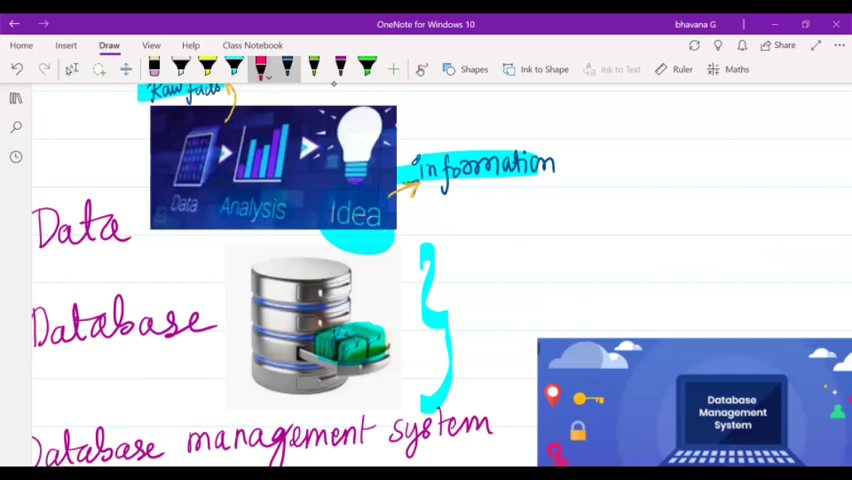 OneNote for Windows 10
bhavana G
Home Insert Draw View Help Class Notebook
Share
Shapes Ink to Shape Ink to Text Ruler Maths
Raw facts
information
Data Analysis Idea
Data
Database
Database
Management
System
Database management system